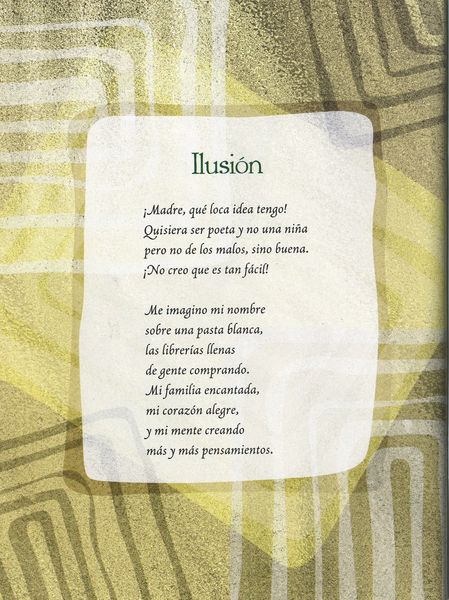 Ilusión
¡Madre, qué loca idea tengo!
Quisiera ser poeta y no una niña
pero no de los malos, sino buena.
¡No creo que es tan fácil!
Me imagino mi nombre
sobre una pasta blanca,
las librerías llenas
de gente comprando.
Mi familia encantada,
mi corazón alegre,
y mi mente creando
más y más pensamientos.